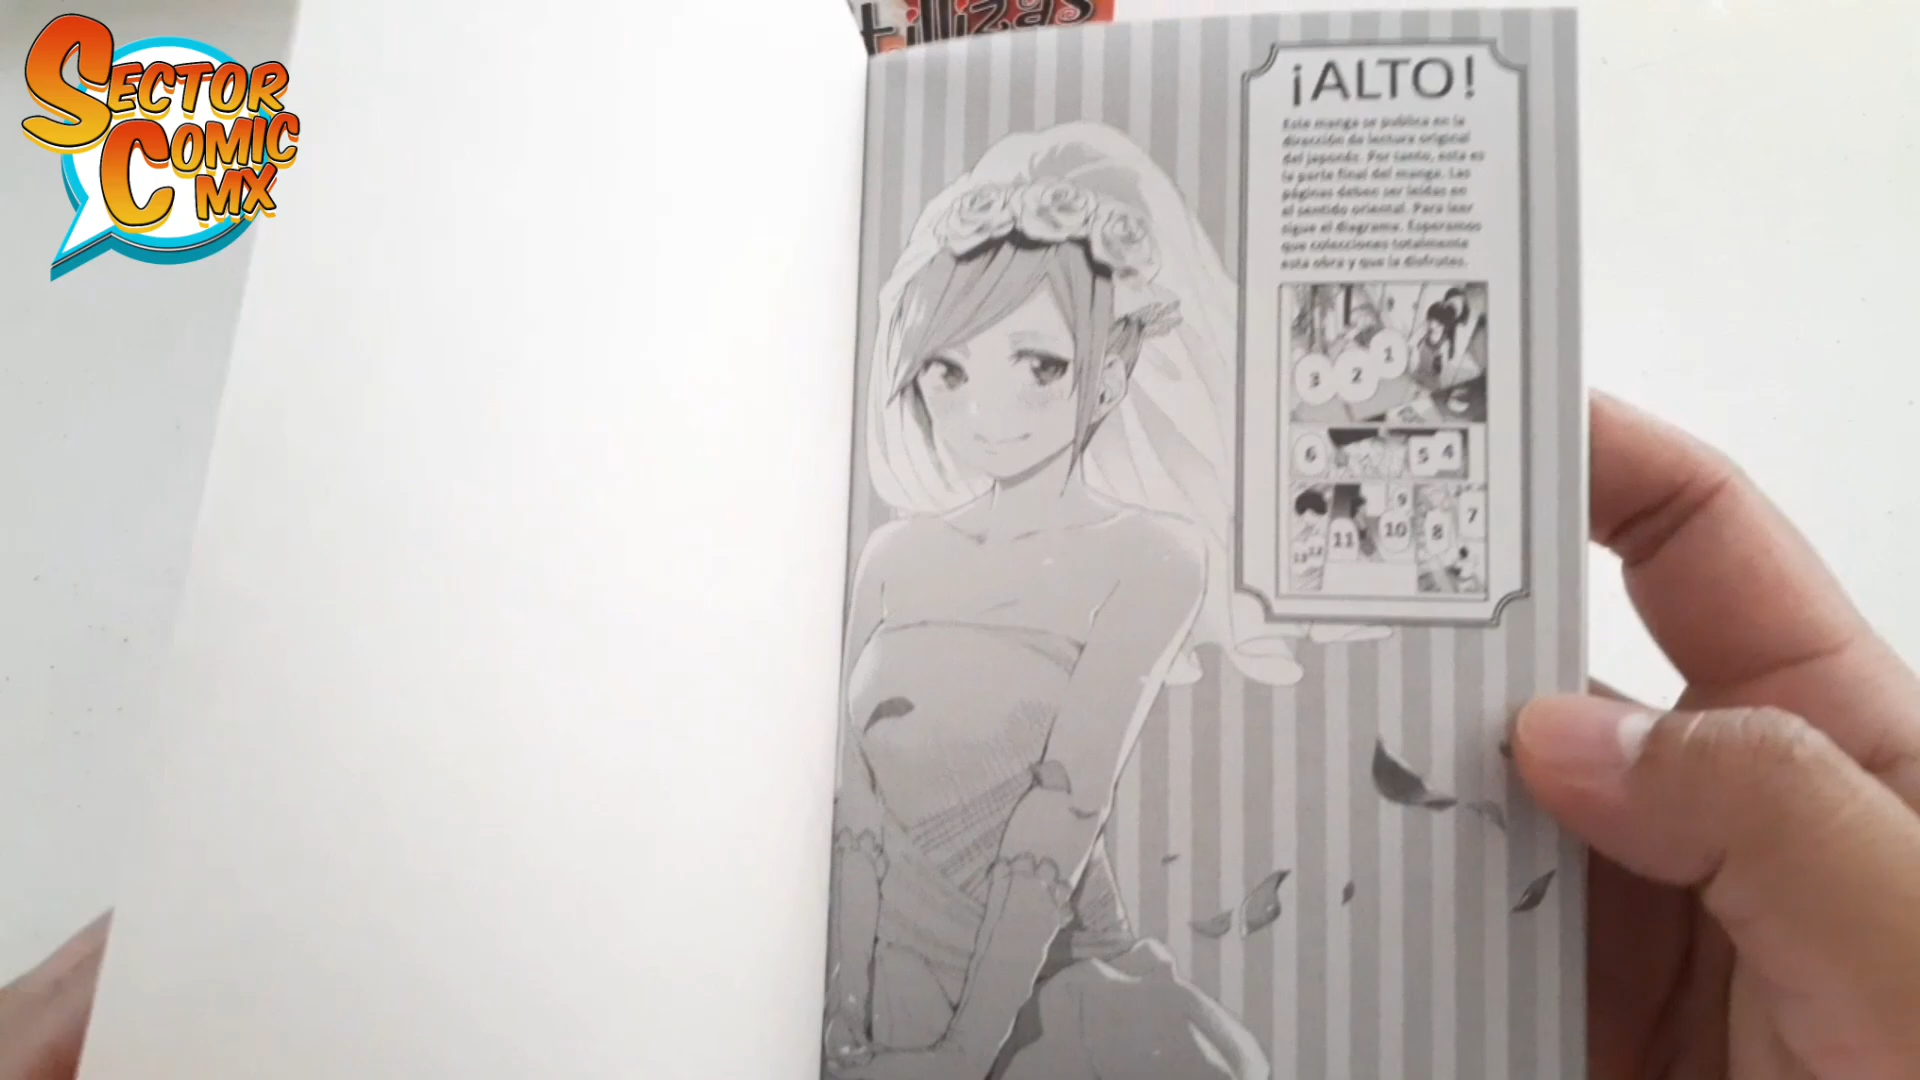 SECTOR
COMIC
MX
tillizas
¡ALTO!
Este manga se publica en la
dirección de lectura original
del japonés. Por tanto, esta es
la parte final del manga. Las
páginas deben ser leídas en
el sentido oriental. Para leer
sigue el diagrama. Esperamos
que colecciones totalmente
esta obra y que la disfrutes.
3 2 1
6 5 4
9 7
11 10 8
13 12